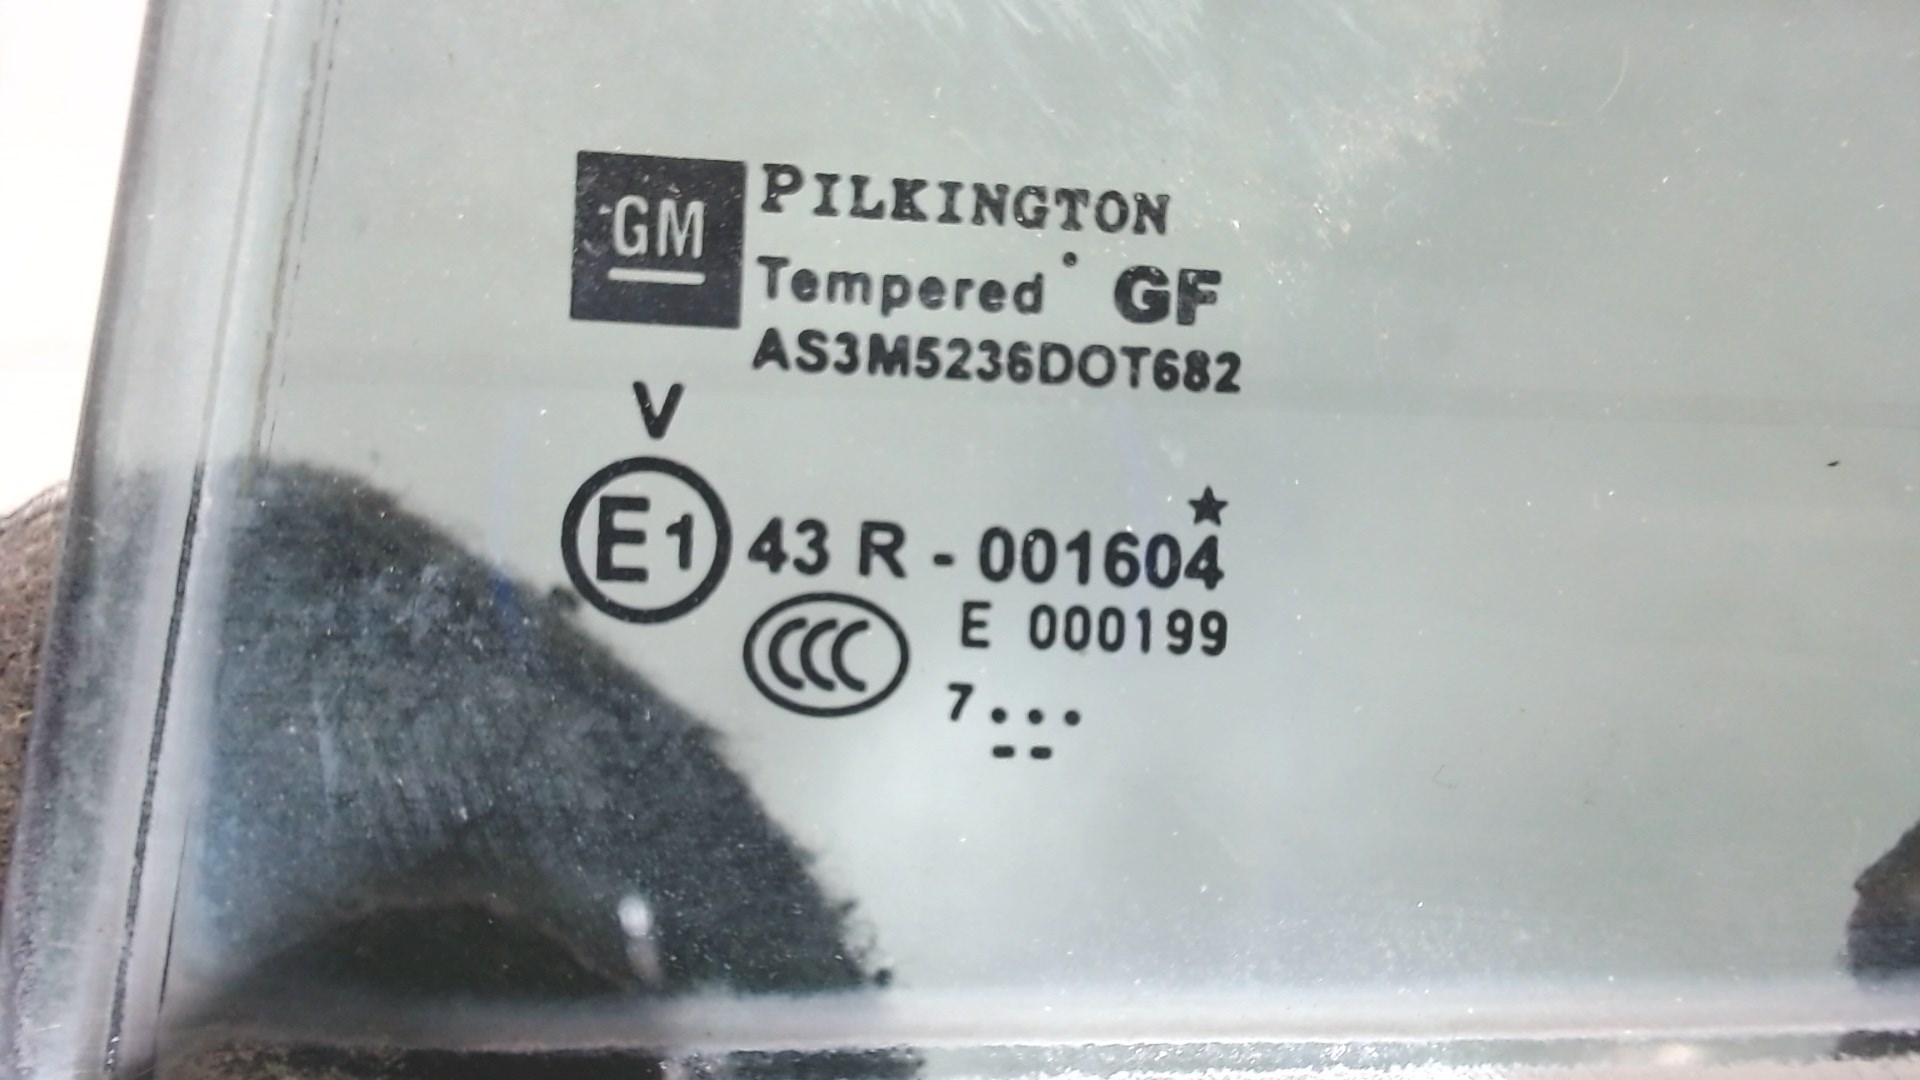 GM
PILKINGTON
Tempered GF
AS3M5236DOT682
V
E1 43 R - 001604
CCC E 000199
7...
--